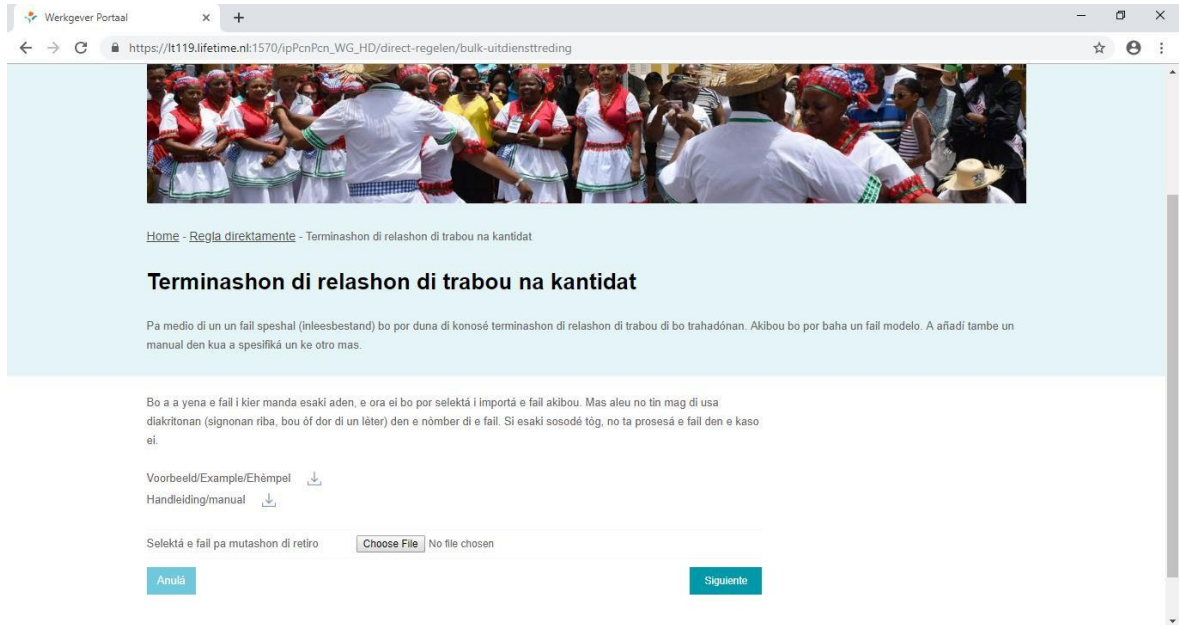 Werkgever Portaal
https://lt119.lifetime.nl:1570/ipPcnPcn_WG_HD/direct-regelen/bulk-uitdiensttreding
Home - Regla direktamente - Terminashon di relashon di trabou na kantidat
Terminashon di relashon di trabou na kantidat
Pa medio di un un fail speshal (inleesbestand) bo por duna di konosé terminashon di relashon di trabou di bo trahadónan. Akibou bo por baha un fail modelo. A añadí tambe un
manual den kua a spesifiká un ke otro mas.
Bo a a yena e fail i kier manda esaki aden, e ora ei bo por selektá i importá e fail akibou. Mas aleu no tin mag di usa
diakritonan (signonan riba, bou òf dor di un lèter) den e nòmber di e fail. Si esaki sosodé tòg, no ta prosesá e fail den e kaso
ei.
Voorbeeld/Example/Ehèmpel
Handleiding/manual
Selektá e fail pa mutashon di retiro Choose File No file chosen
Anulá Siguiente